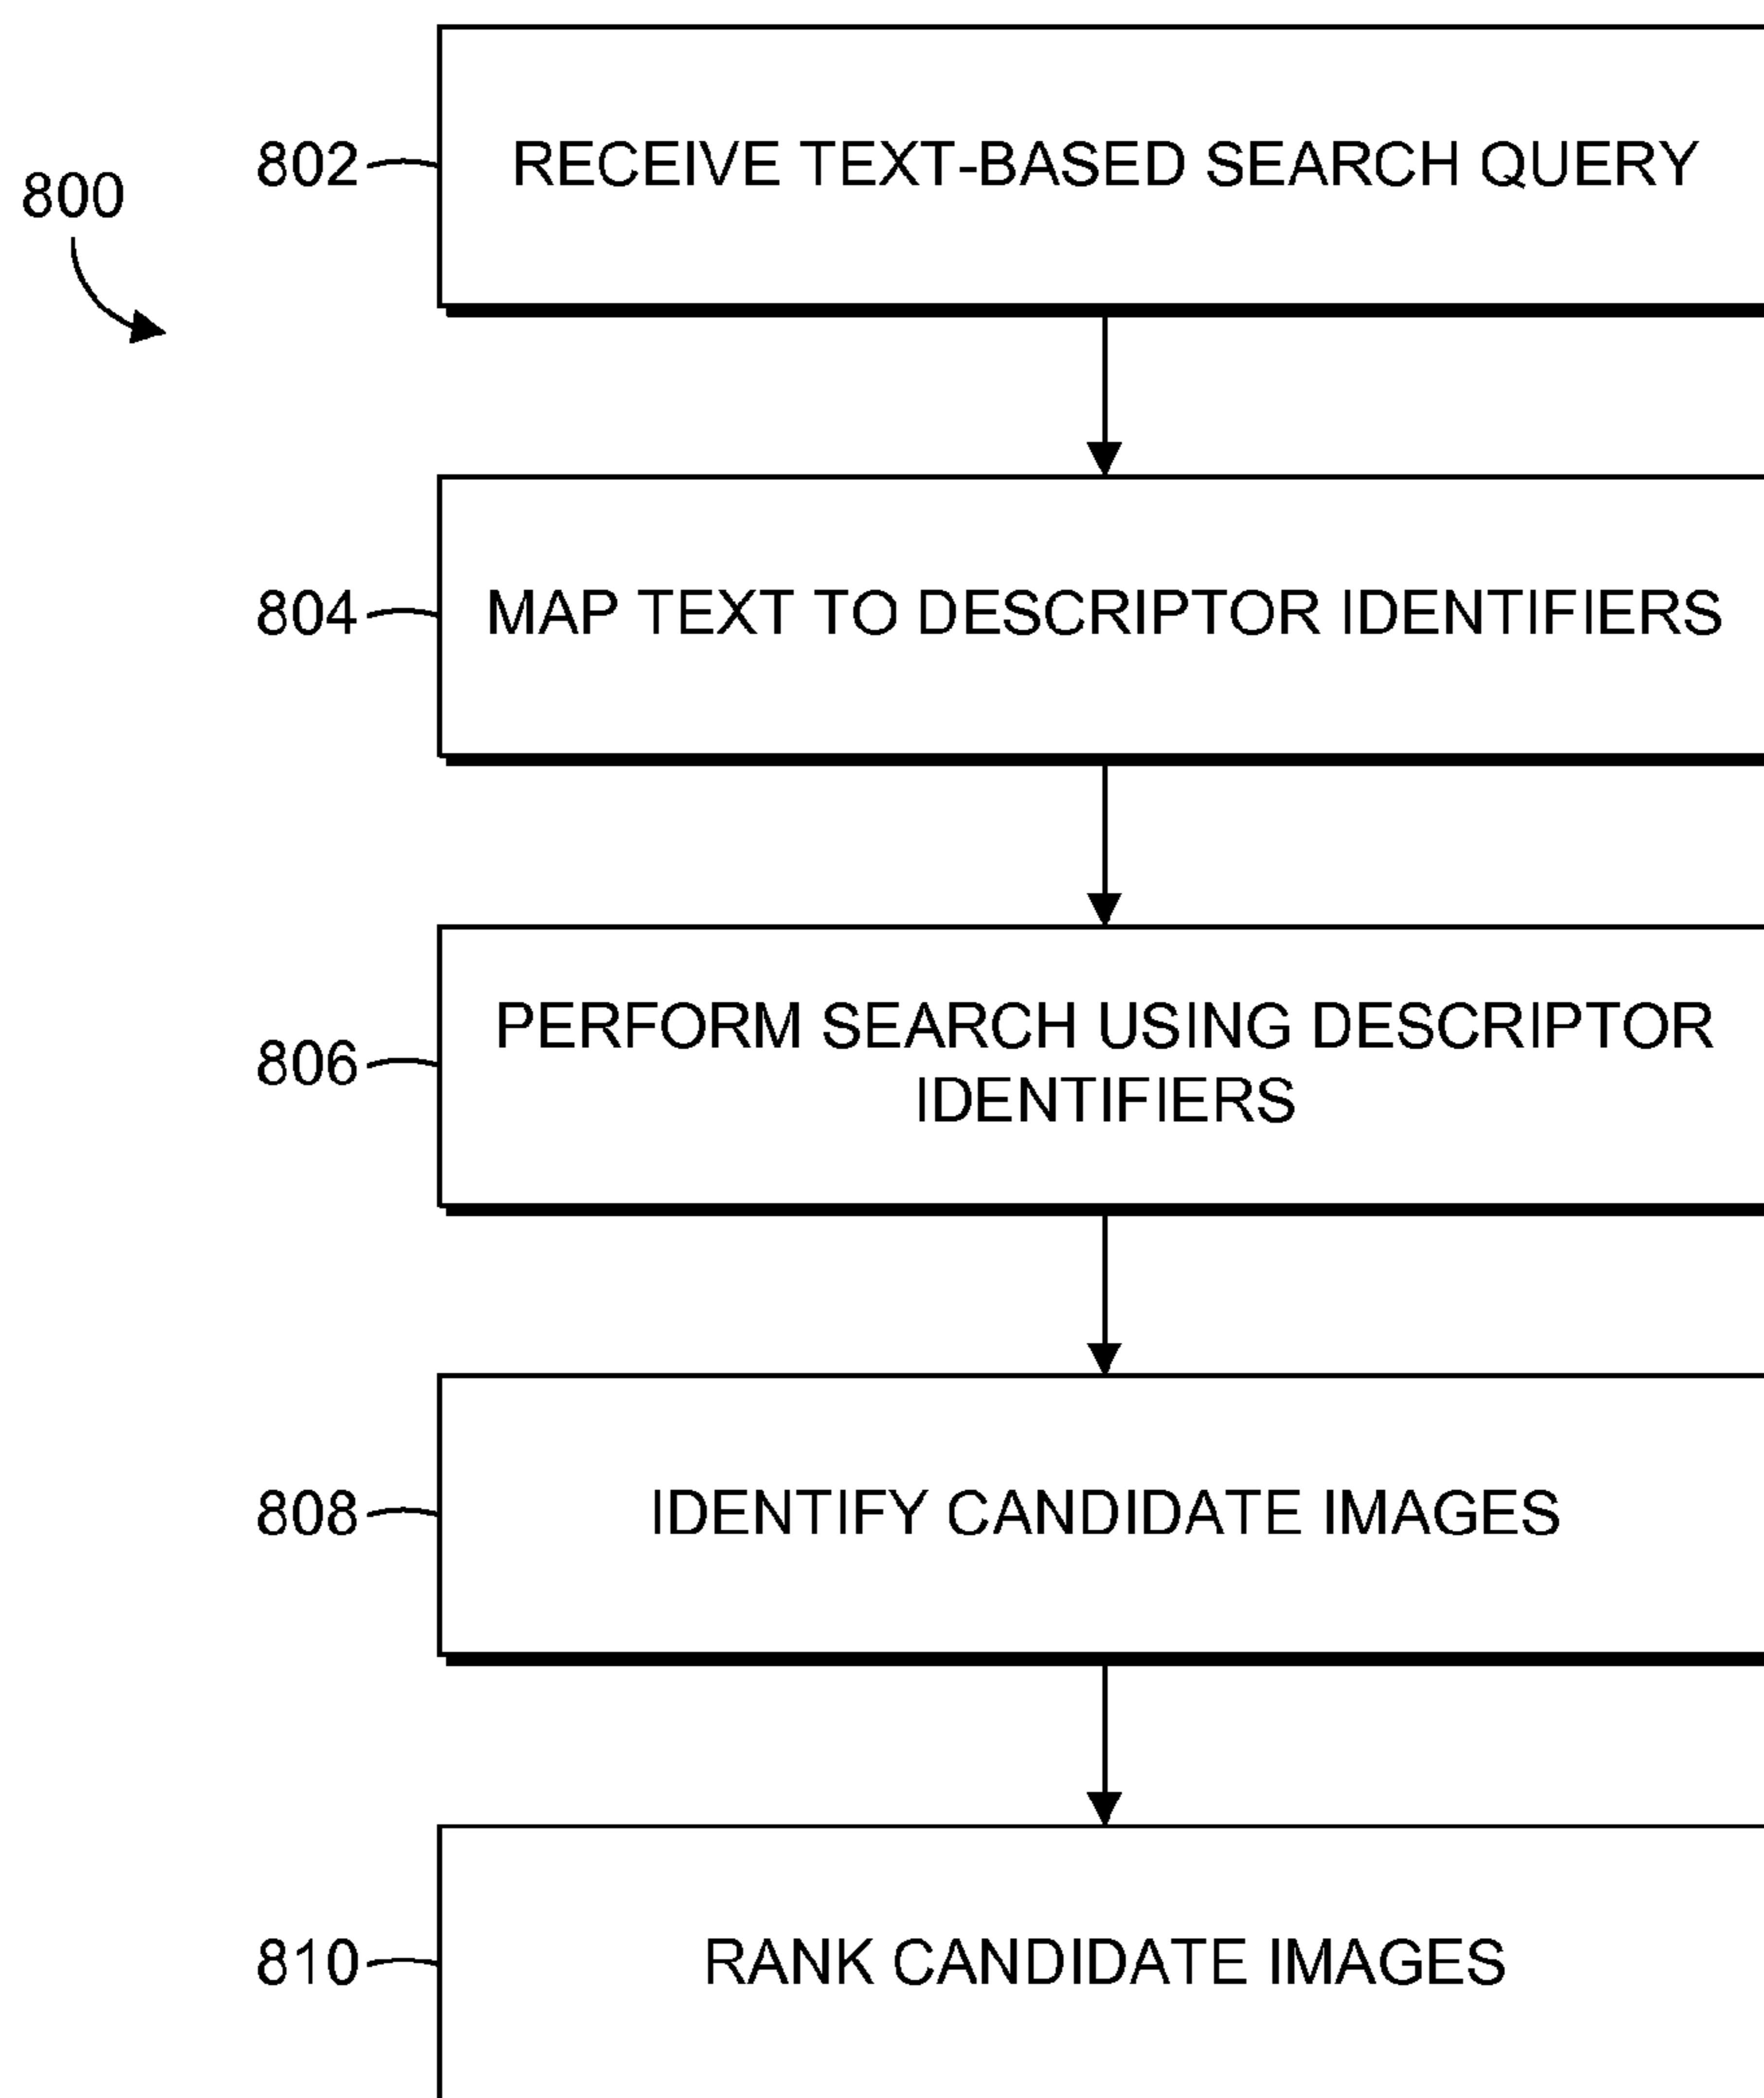 800
802
RECEIVE TEXT-BASED SEARCH QUERY
804
MAP TEXT TO DESCRIPTOR IDENTIFIERS
806
PERFORM SEARCH USING DESCRIPTOR
IDENTIFIERS
808
IDENTIFY CANDIDATE IMAGES
810
RANK CANDIDATE IMAGES